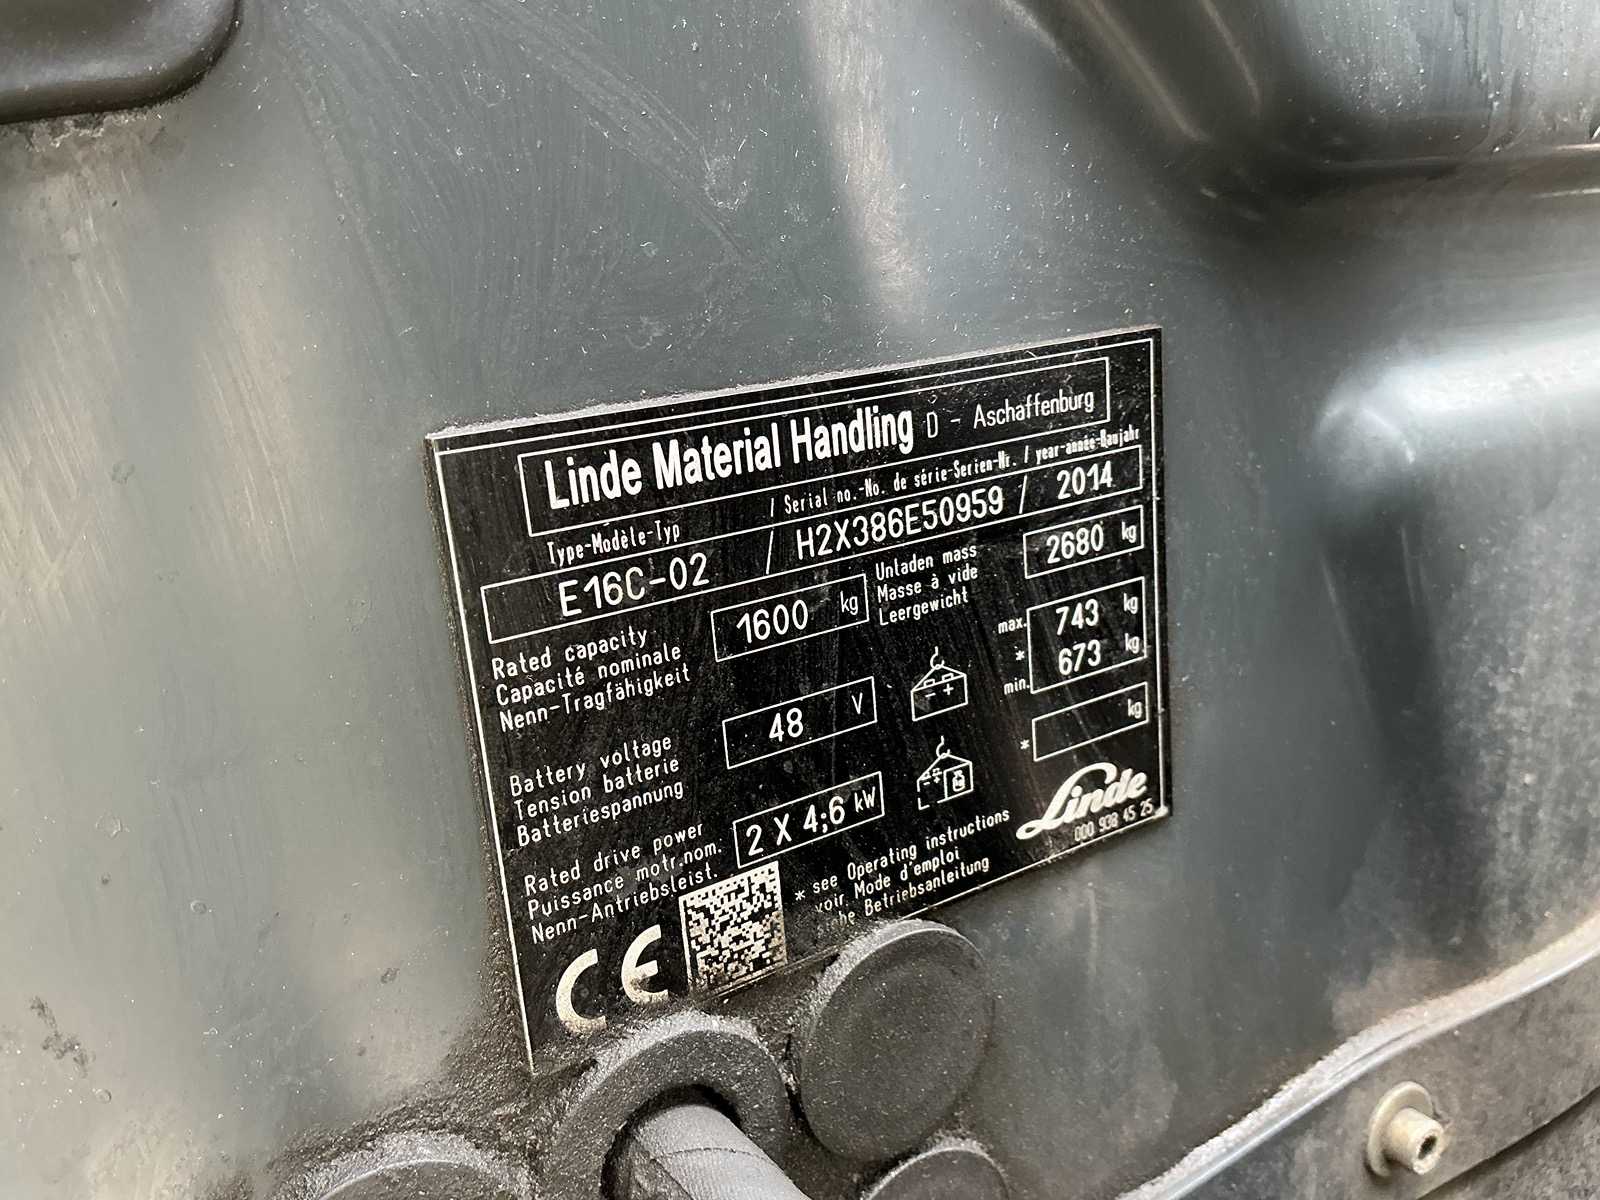 Linde Material Handling D - Aschaffenburg
Type-Modèle-Typ / Serial no.-No. de série-Serien-Nr. / year-année-Baujahr
E16C-02 / H2X386E50959 / 2014
Rated capacity
Capacité nominale
Nenn-Tragfähigkeit
1600 kg
Unladen mass
Masse à vide
Leergewicht
2680 kg
Battery voltage
Tension batterie
Batteriespannung
48 V
- +
max. 743 kg
*
min. 673 kg
Rated drive power
Puissance motr.nom.
Nenn-Antriebsleist.
2 X 4;6 kW
- +
* kg
CE
* see Operating instructions
voir Mode d'emploi
he Betriebsanleitung
Linde
000 938 45 25